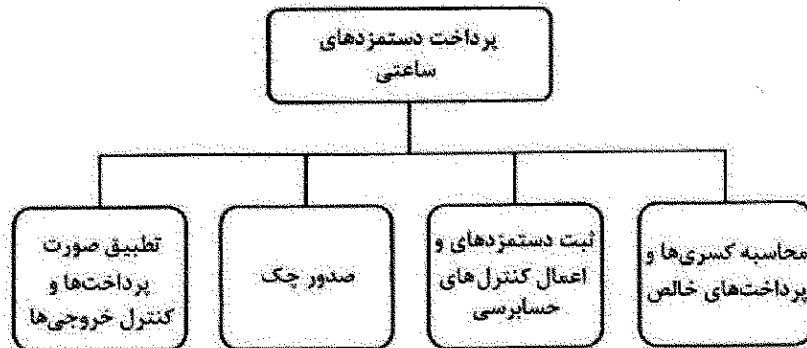 پرداخت دستمزدهای
ساعتی
محاسبه کسری‌ها و
پرداخت‌های خالص
ثبت دستمزدهای و
اعمال کنترل‌های
حسابرسی
صدور چک
تطبیق صورت
پرداخت‌ها و
کنترل خروجی‌ها